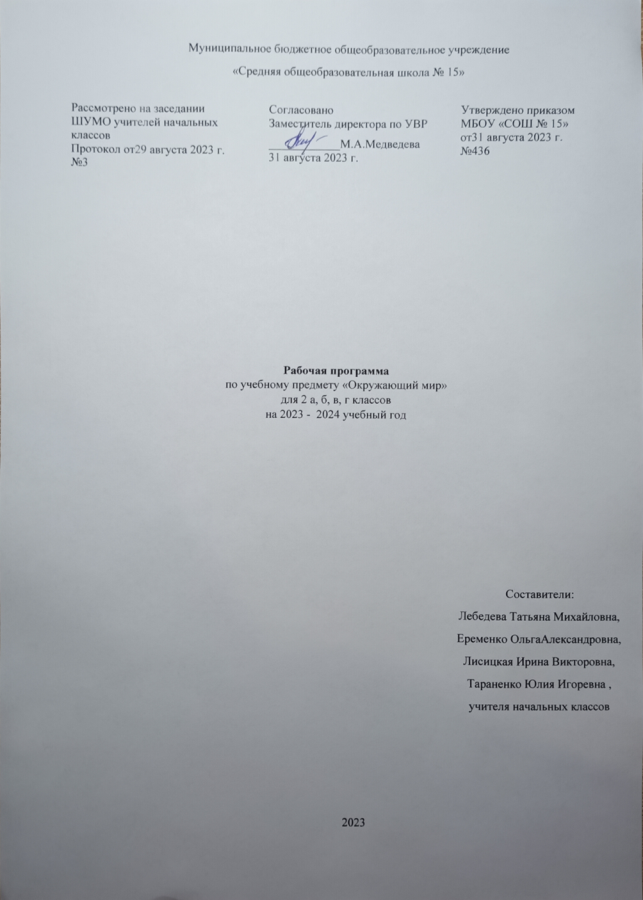 Муниципальное бюджетное общеобразовательное учреждение
«Средняя общеобразовательная школа № 15»
Рассмотрено на заседании
ШУМО учителей начальных
классов
Протокол от29 августа 2023 г.
№3
Согласовано
Заместитель директора по УВР
____________М.А.Медведева
31 августа 2023 г.
Утверждено приказом
МБОУ «СОШ № 15»
от31 августа 2023 г.
№436
Рабочая программа
по учебному предмету «Окружающий мир»
для 2 а, б, в, г классов
на 2023 - 2024 учебный год
Составители:
Лебедева Татьяна Михайловна,
Еременко ОльгаАлександровна,
Лисицкая Ирина Викторовна,
Тараненко Юлия Игоревна ,
учителя начальных классов
2023